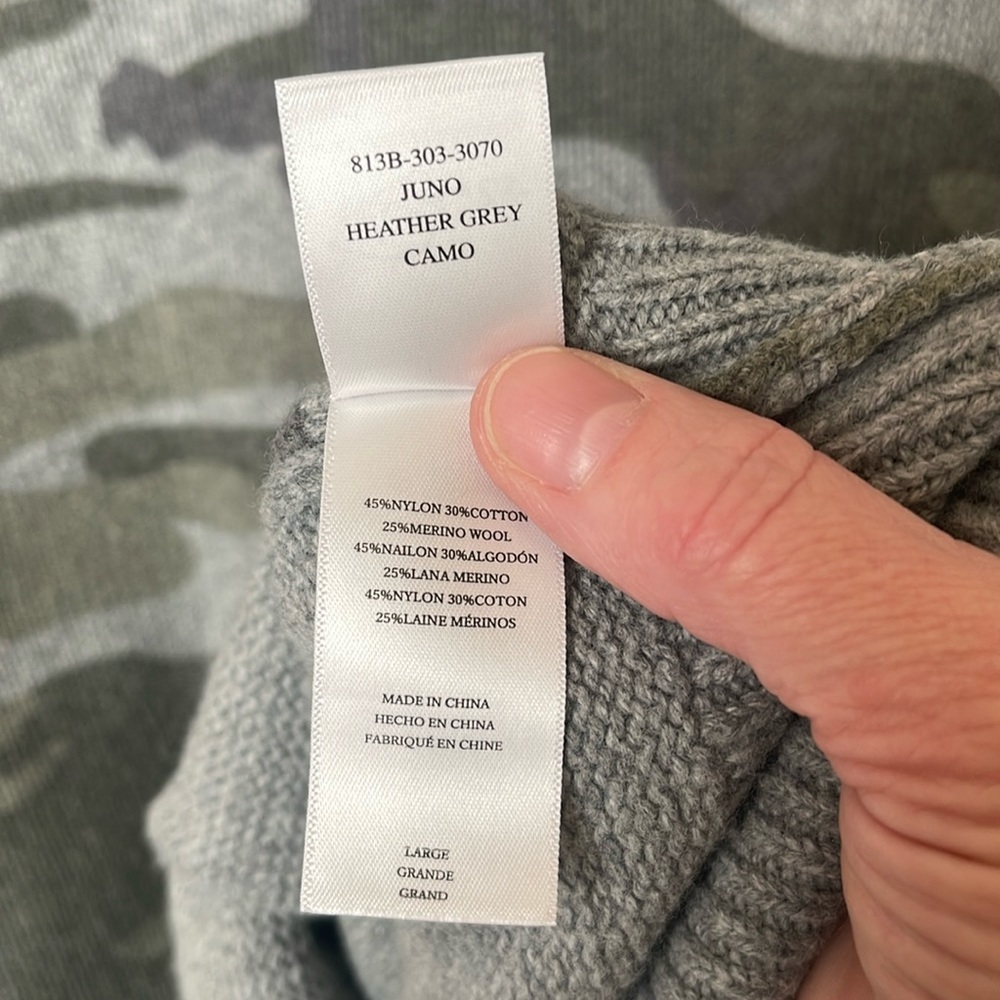 813B-303-3070
JUNO
HEATHER GREY
CAMO
45%NYLON 30%COTTON
25%MERINO WOOL
45%NAILON 30%ALGODÓN
25%LANA MERINO
45%NYLON 30%COTON
25%LAINE MÉRINOS
MADE IN CHINA
HECHO EN CHINA
FABRIQUÉ EN CHINE
LARGE
GRANDE
GRAND